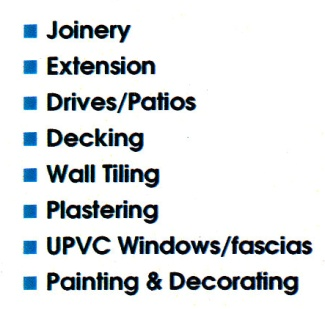 Joinery
Extension
Drives/Patios
Decking
Wall Tiling
Plastering
UPVC Windows/fascias
Painting & Decorating